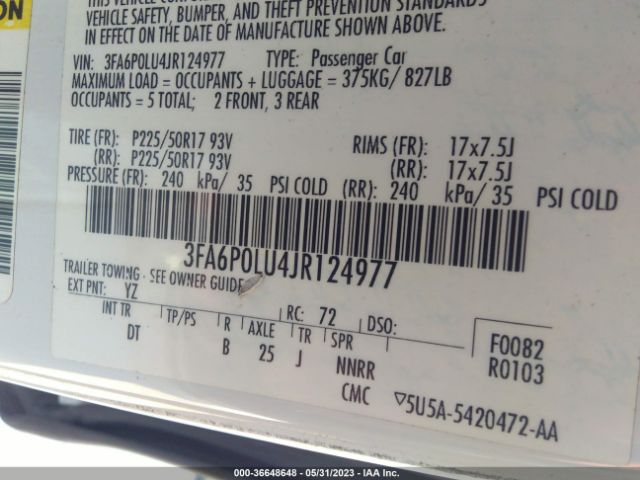 THIS VEHICLE CONFORMS
VEHICLE SAFETY, BUMPER, AND THEFT PREVENTION STANDARDS
IN EFFECT ON THE DATE OF MANUFACTURE SHOWN ABOVE.
VIN: 3FA6P0LU4JR124977 TYPE: Passenger Car
MAXIMUM LOAD = OCCUPANTS + LUGGAGE = 375KG/ 827LB
OCCUPANTS = 5 TOTAL; 2 FRONT, 3 REAR
TIRE (FR): P225/50R17 93V RIMS (FR): 17x7.5J
(RR): P225/50R17 93V (RR): 17x7.5J
PRESSURE (FR): 240 kPa/ 35 PSI COLD (RR): 240 kPa/ 35 PSI COLD
3FA6P0LU4JR124977
TRAILER TOWING - SEE OWNER GUIDE
EXT PNT: YZ RC: 72 DSO:
INT TR TP/PS R AXLE TR SPR F0082
DT B 25 J NNRR R0103
CMC ▽5U5A-5420472-AA
000-36648648 - 05/31/2023 - IAA Inc.